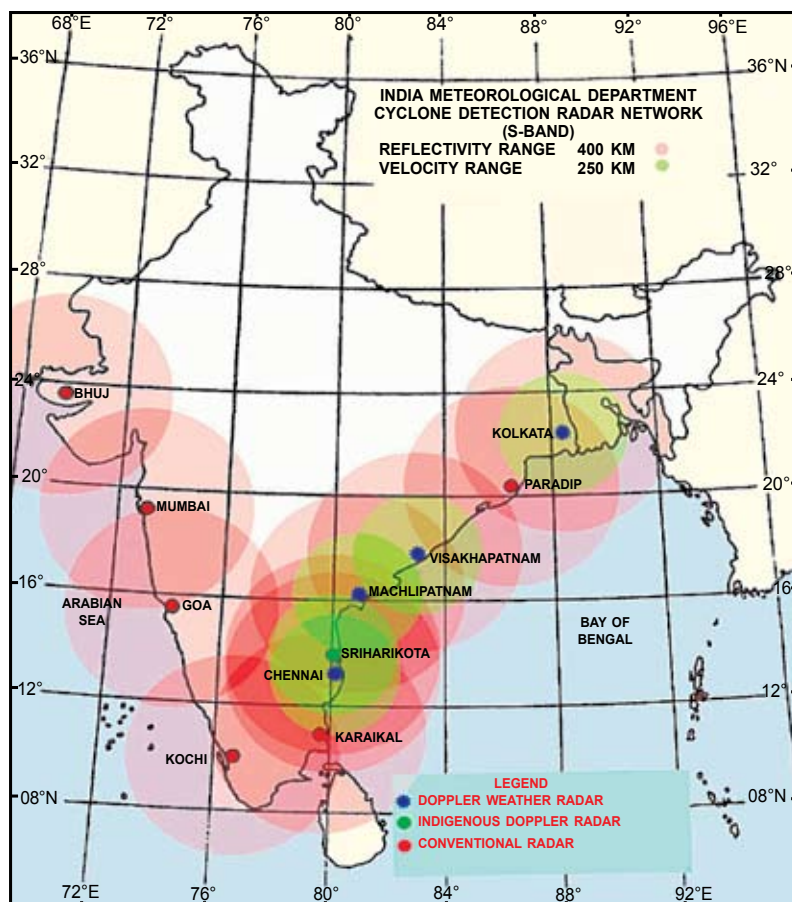 68°E 72° 76° 80° 84° 88° 92° 96°E
36°N
36°N
INDIA METEOROLOGICAL DEPARTMENT
CYCLONE DETECTION RADAR NETWORK
(S-BAND)
REFLECTIVITY RANGE 400 KM
VELOCITY RANGE 250 KM
32°
32°
28°
28°
24°
24°
BHUJ
KOLKATA
20°
20°
PARADIP
MUMBAI
VISAKHAPATNAM
16°
16°
MACHLIPATNAM
ARABIAN
SEA
GOA
BAY OF
BENGAL
SRIHARIKOTA
CHENNAI
12°
12°
KARAIKAL
KOCHI
08°N
08°N
LEGEND
DOPPLER WEATHER RADAR
INDIGENOUS DOPPLER RADAR
CONVENTIONAL RADAR
72°E 76° 80° 84° 88° 92°E